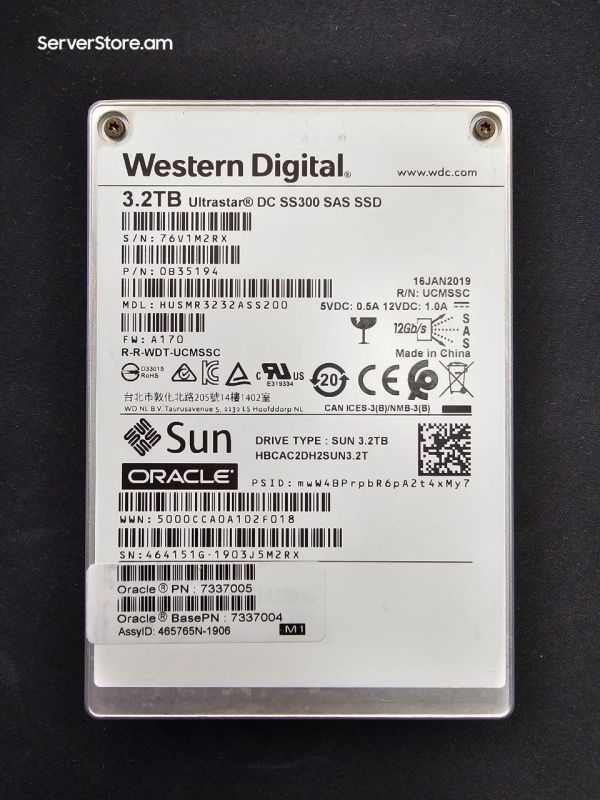 ServerStore.am
Western Digital®
www.wdc.com
3.2TB Ultrastar® DC SS300 SAS SSD
S/N: 76V1M2RX
P/N: 0B35194
16JAN2019
R/N: UCMSSC
MDL: HUSMR3232ASS200
5VDC: 0.5A 12VDC: 1.0A
12Gb/s
SAS
FW: A170
Made in China
R-R-WDT-UCMSSC
D33015
RoHS
c RU US
E319334
20
CE
台北市敦化北路205號14樓1402室
WD NL B.V. Taurusavenue 5, 2132 LS Hoofddorp NL
CAN ICES-3(B)/NMB-3(B)
Sun
ORACLE®
DRIVE TYPE : SUN 3.2TB
HBCAC2DH2SUN3.2T
PSID: mwW4BPrpbR6pA2t4xMy7
WWN: 5000CCA0A102F018
SN:464151G-1903J5M2RX
Oracle® PN : 7337005
Oracle® BasePN : 7337004
AssyID: 465765N-1906
M1